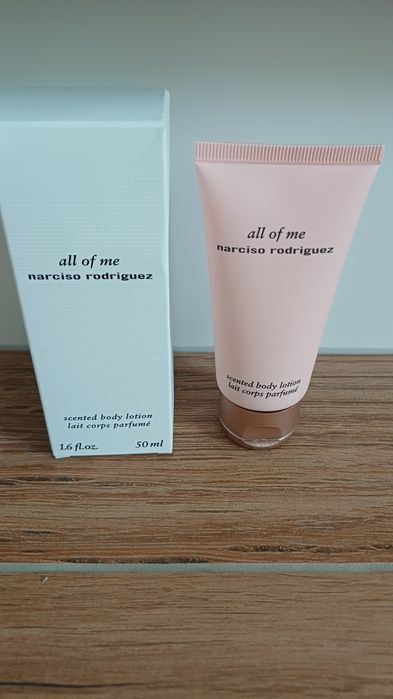 all of me
narciso rodriguez
scented body lotion
lait corps parfumé
1.6 fl.oz. 50 ml
all of me
narciso rodriguez
scented body lotion
lait corps parfumé